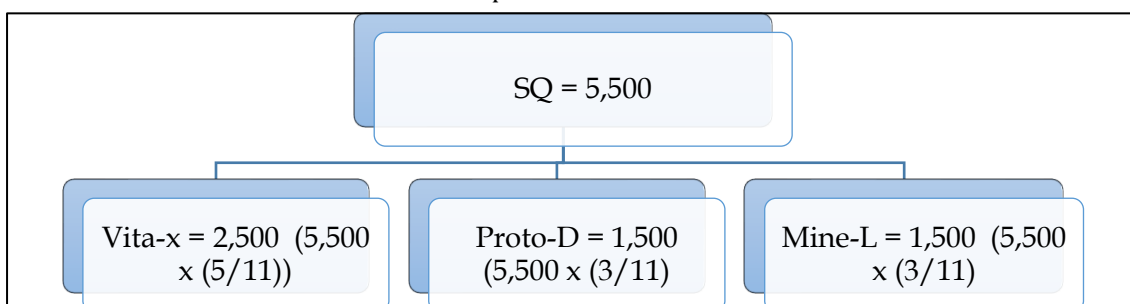 SQ = 5,500
Vita-x = 2,500 (5,500
x (5/11))
Proto-D = 1,500
(5,500 x (3/11)
Mine-L = 1,500 (5,500
x (3/11)